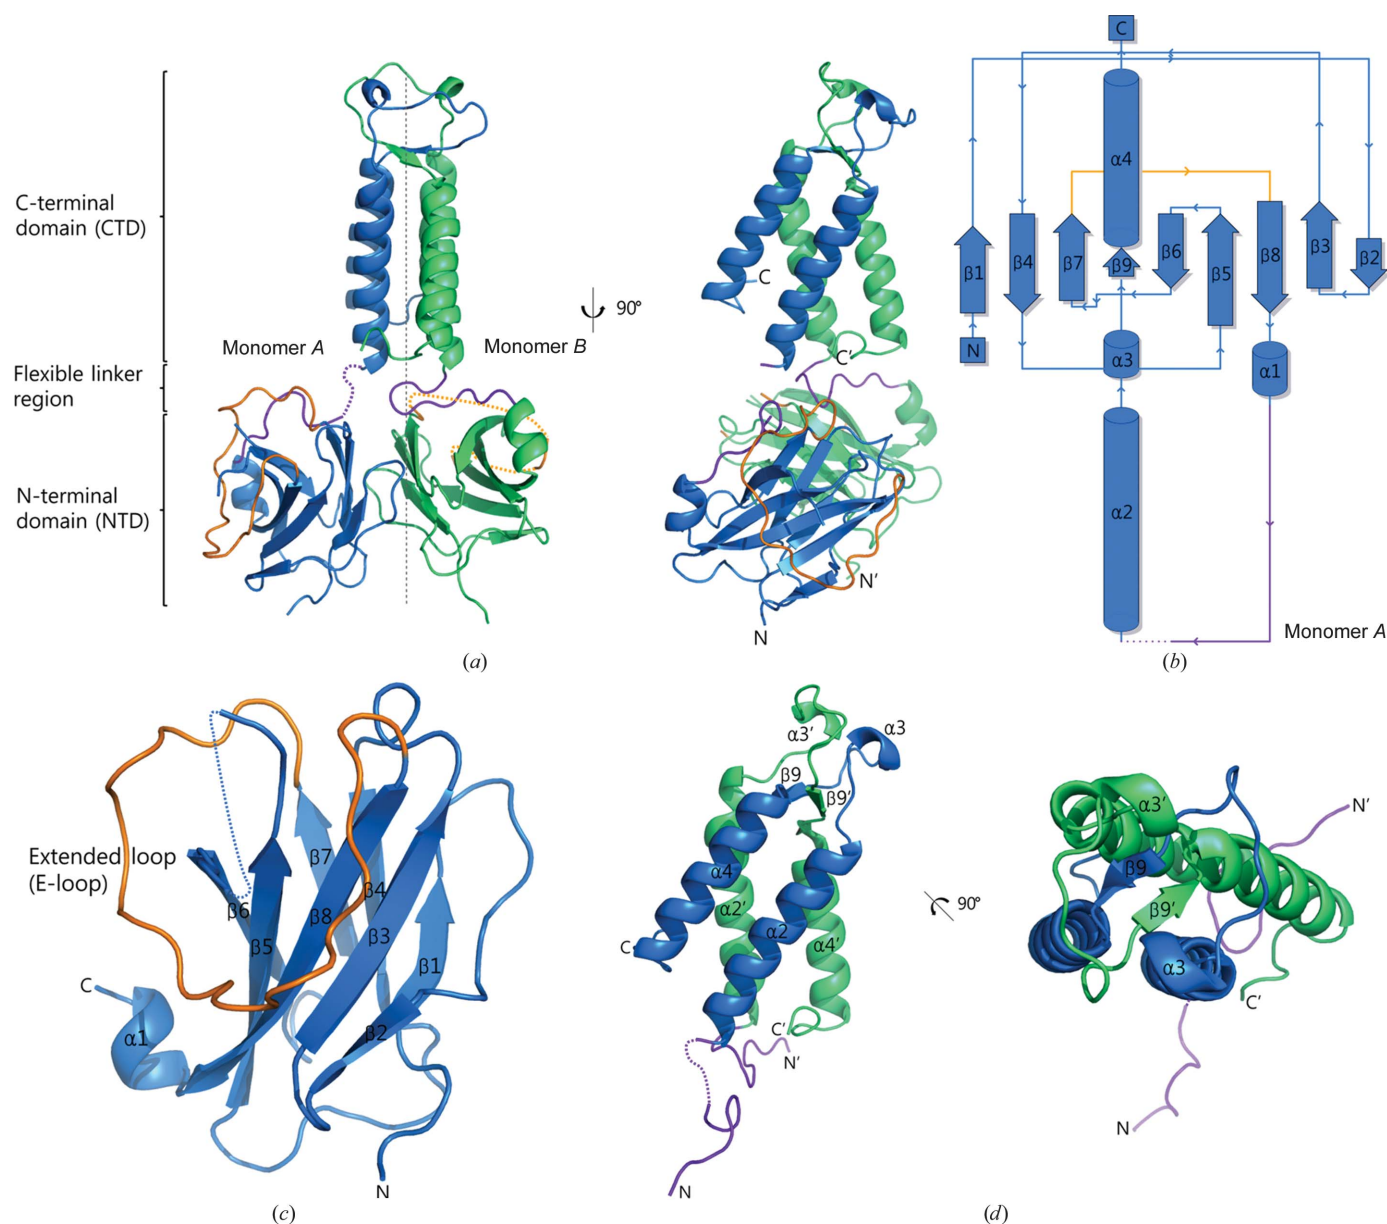 C-terminal
domain (CTD)
Flexible linker
region
N-terminal
domain (NTD)
Monomer A
Monomer B
90°
C
C′
N′
N
(a)
C
α4
β1
β4
β7
β9
β6
β5
β8
β3
β2
N
α3
α1
α2
Monomer A
(b)
Extended loop
(E-loop)
β7
β4
β6
β8
β5
β3
β1
β2
C
α1
N
(c)
α3′
α3
β9
β9′
α4
α2′
α2
α4′
C
C′
N′
N
90°
α3′
N′
β9
β9′
α3
C′
N
(d)